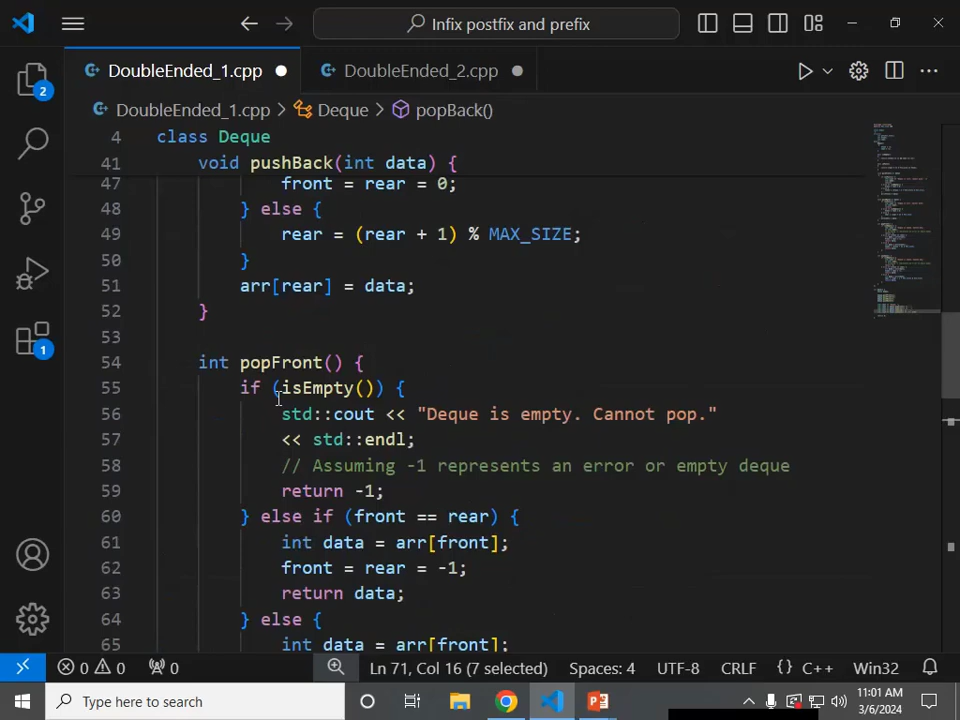 Infix postfix and prefix
DoubleEnded_1.cpp
DoubleEnded_2.cpp
DoubleEnded_1.cpp > Deque > popBack()
4 class Deque
41 void pushBack(int data) {
47 front = rear = 0;
48 } else {
49 rear = (rear + 1) % MAX_SIZE;
50 }
51 arr[rear] = data;
52 }
53
54 int popFront() {
55 if (isEmpty()) {
56 std::cout << "Deque is empty. Cannot pop."
57 << std::endl;
58 // Assuming -1 represents an error or empty deque
59 return -1;
60 } else if (front == rear) {
61 int data = arr[front];
62 front = rear = -1;
63 return data;
64 } else {
65 int data = arr[front];
2
1
0 0 0 Ln 71, Col 16 (7 selected) Spaces: 4 UTF-8 CRLF {} C++ Win32
Type here to search
11:01 AM
3/6/2024